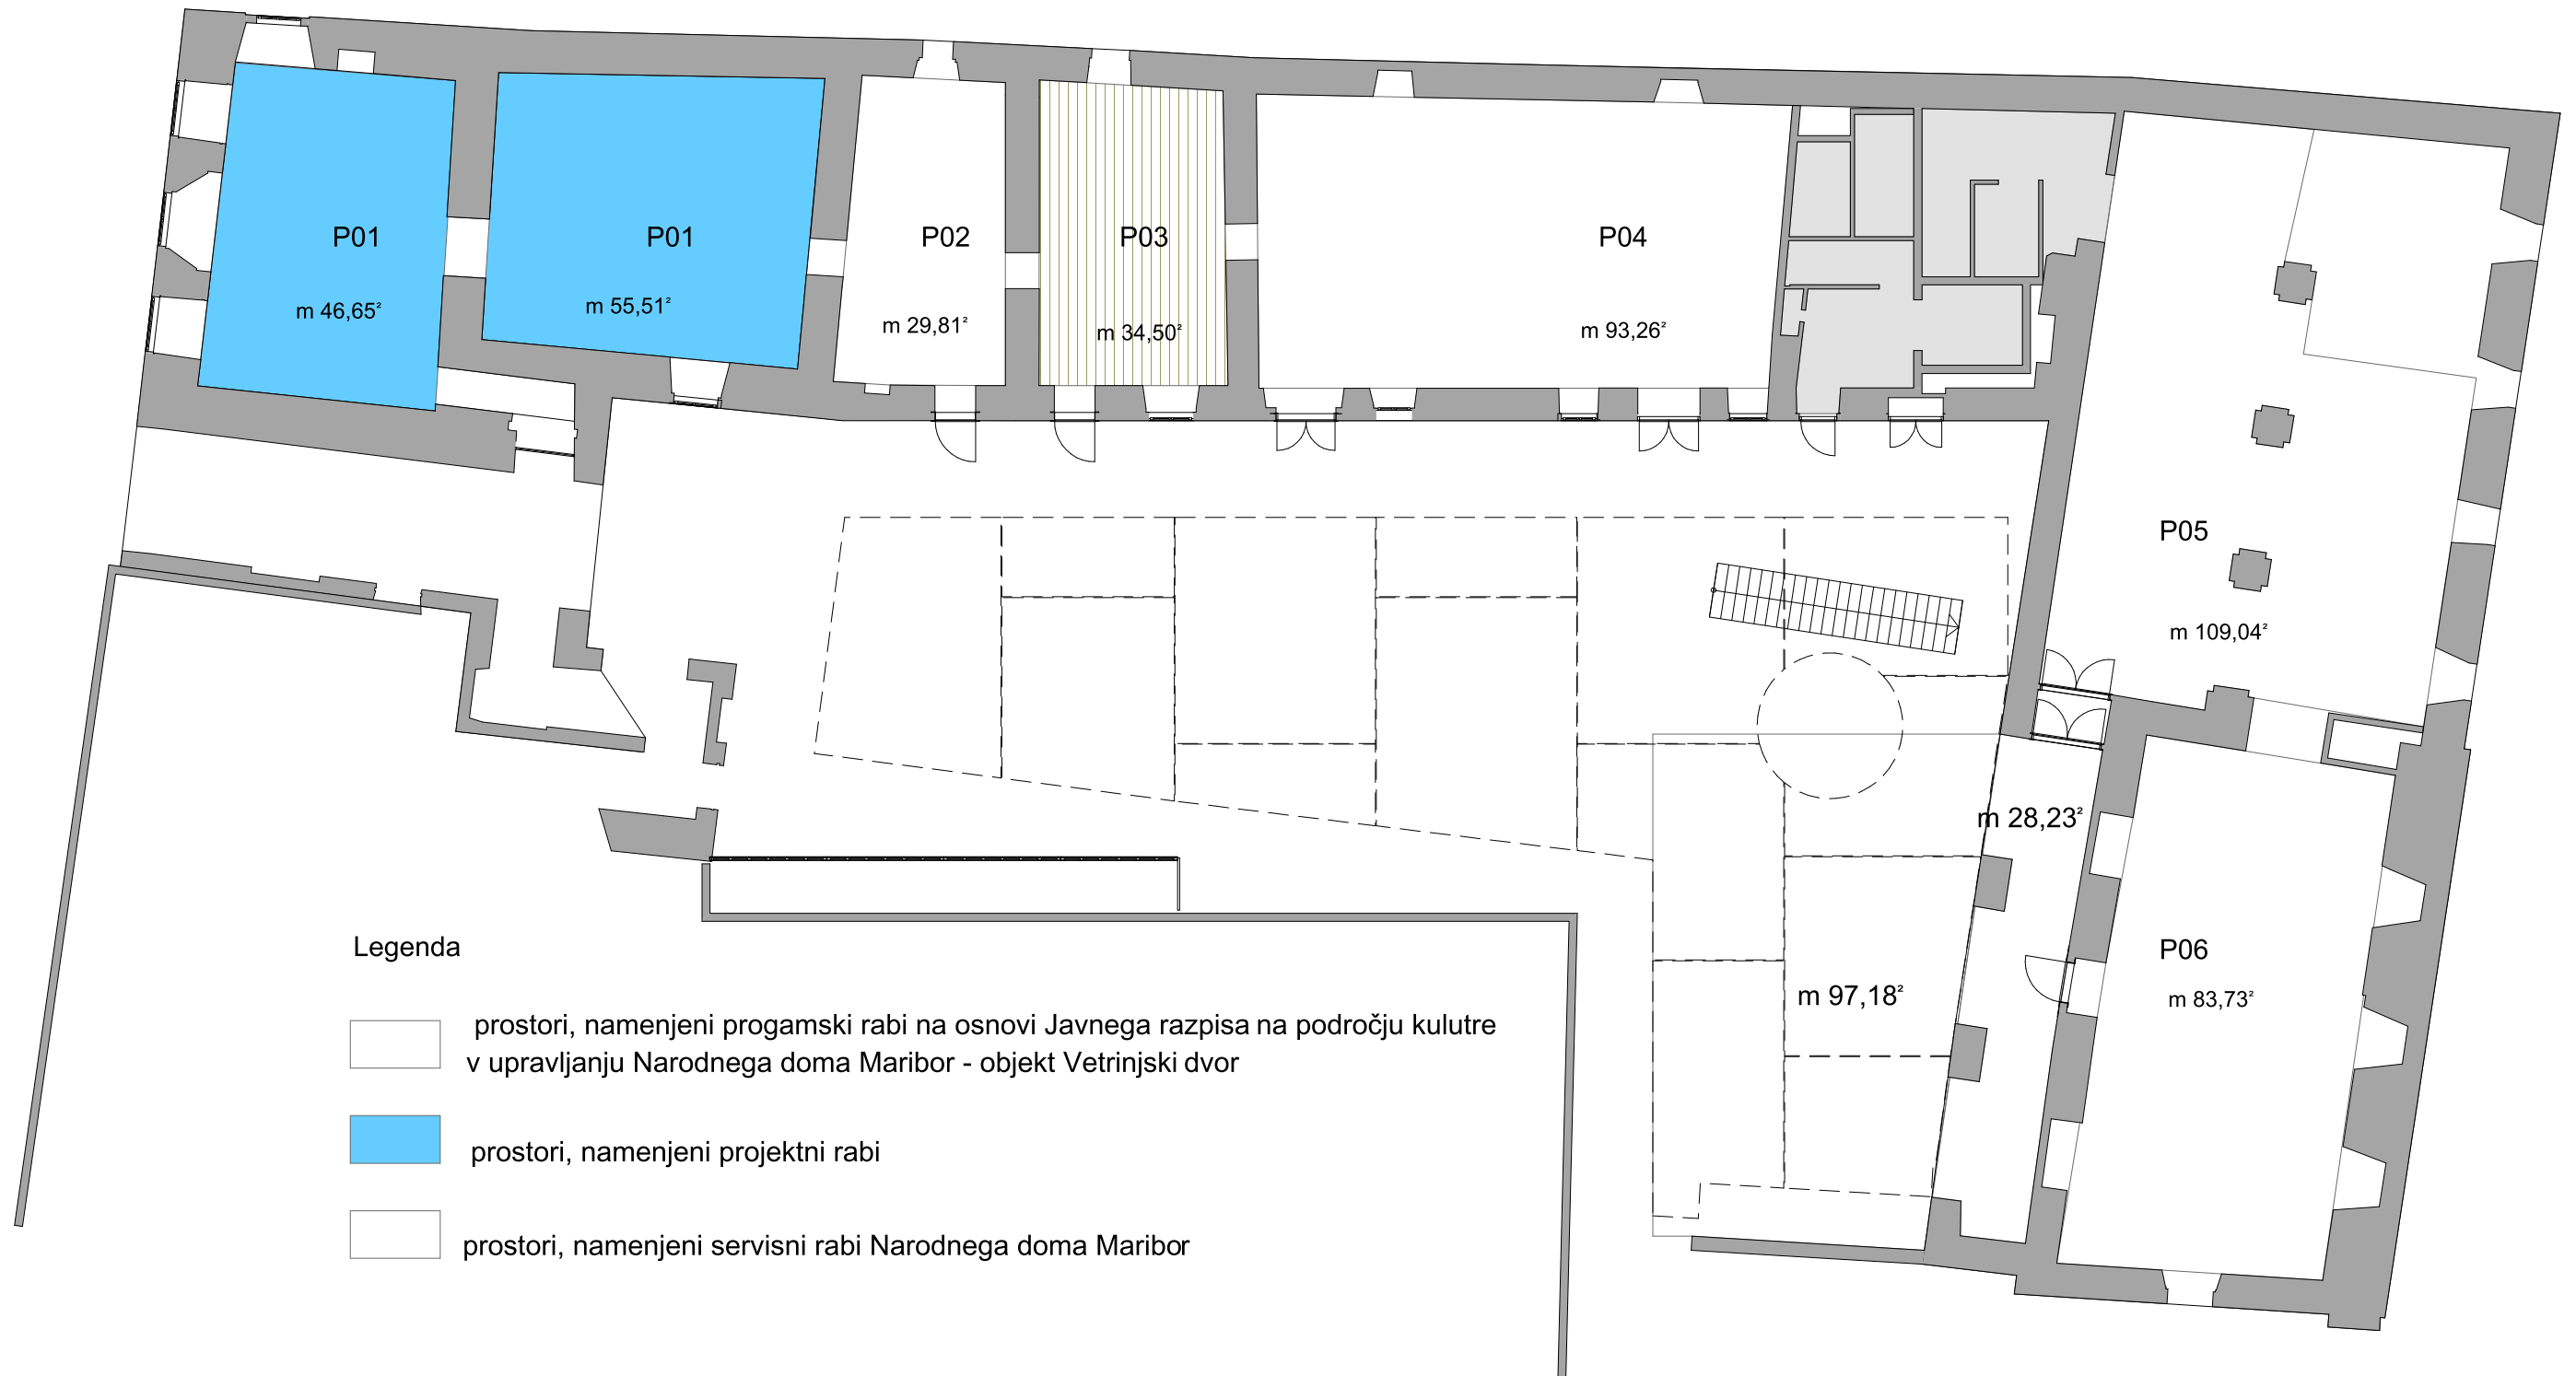 P01
P01
P02
P03
P04
m 46,65²
m 55,51²
m 29,81²
m 34,50²
m 93,26²
P05
m 109,04²
m 28,23²
P06
m 97,18²
m 83,73²
Legenda
prostori, namenjeni progamski rabi na osnovi Javnega razpisa na področju kulutre
v upravljanju Narodnega doma Maribor - objekt Vetrinjski dvor
prostori, namenjeni projektni rabi
prostori, namenjeni servisni rabi Narodnega doma Maribor